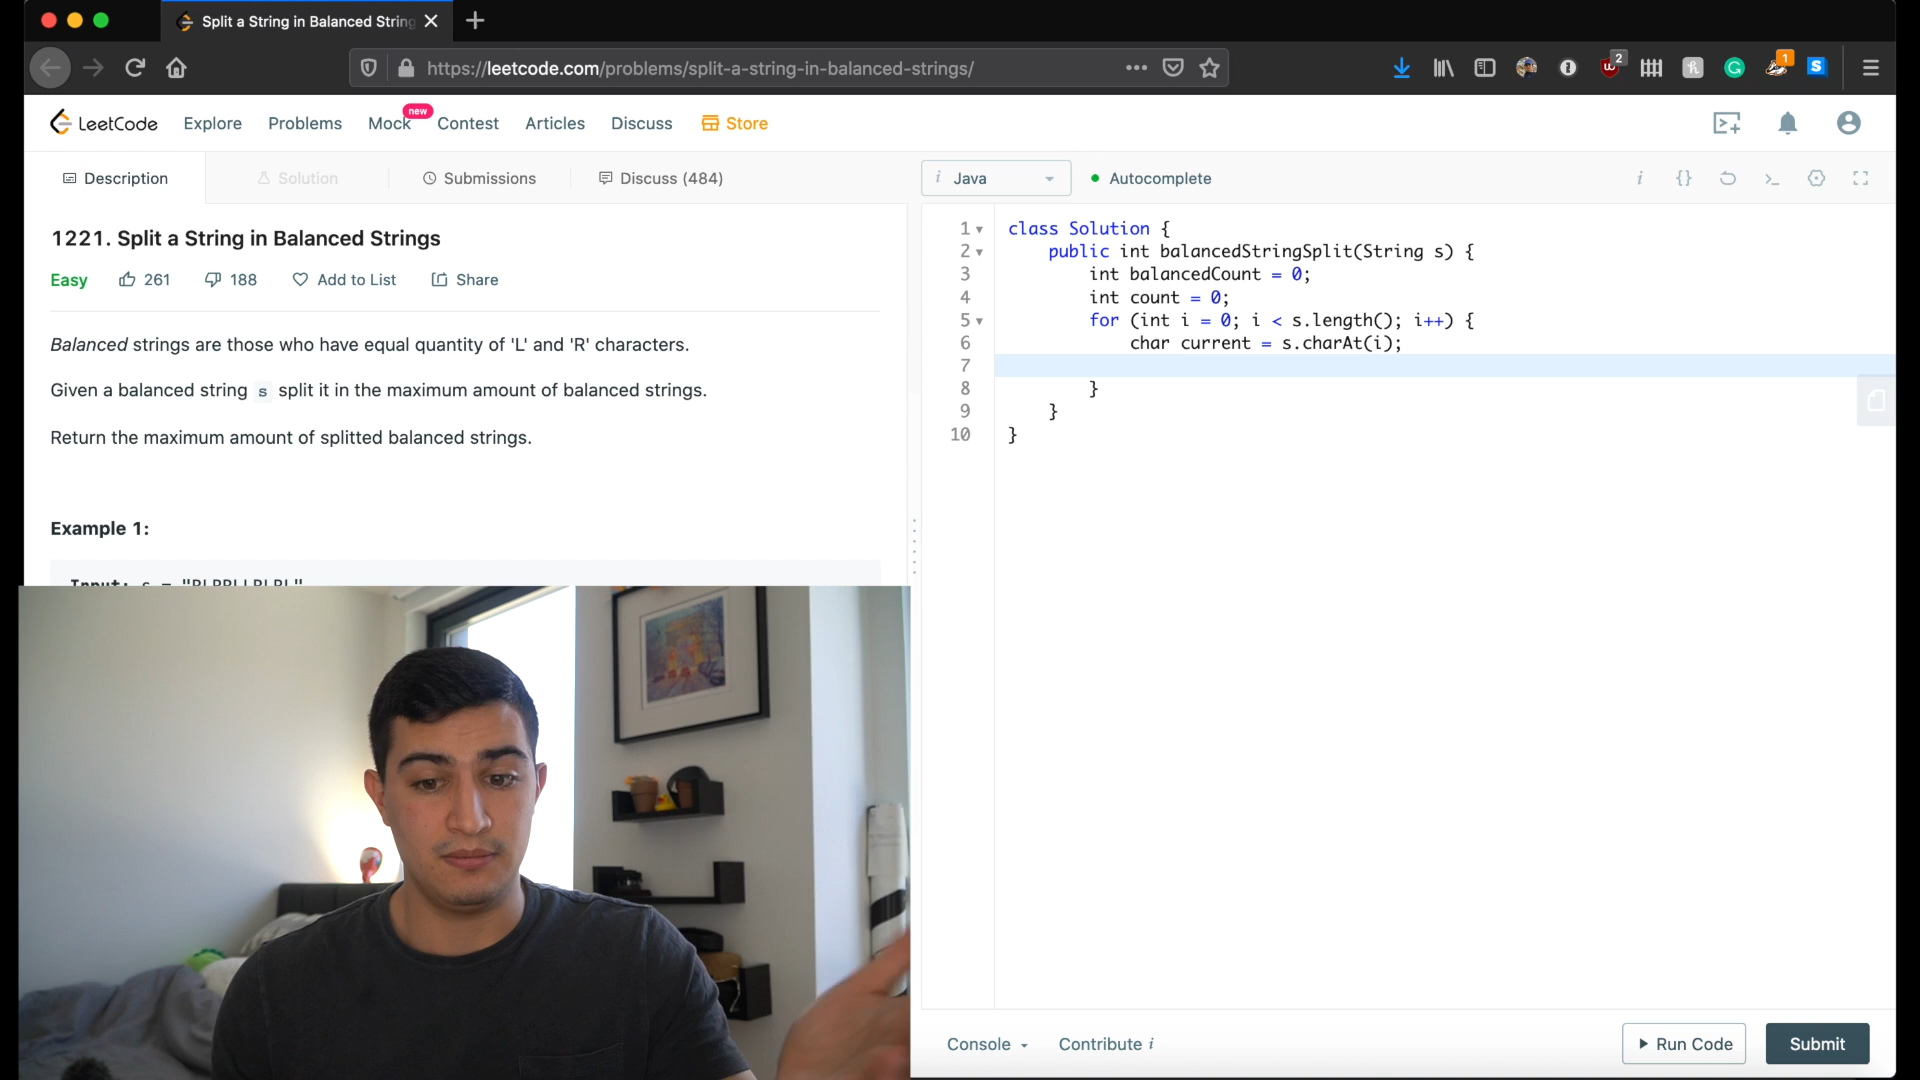 Split a String in Balanced String
https://leetcode.com/problems/split-a-string-in-balanced-strings/
2
1
LeetCode Explore Problems Mock new Contest Articles Discuss Store
Description Solution Submissions Discuss (484)
i Java Autocomplete
1221. Split a String in Balanced Strings
Easy 261 188 Add to List Share
Balanced strings are those who have equal quantity of 'L' and 'R' characters.
Given a balanced string s split it in the maximum amount of balanced strings.
Return the maximum amount of splitted balanced strings.
Example 1:
Input: s = "RLRRLLRLRL"
1 class Solution {
2 public int balancedStringSplit(String s) {
3 int balancedCount = 0;
4 int count = 0;
5 for (int i = 0; i < s.length(); i++) {
6 char current = s.charAt(i);
7
8 }
9 }
10 }
Console Contribute i
Run Code Submit